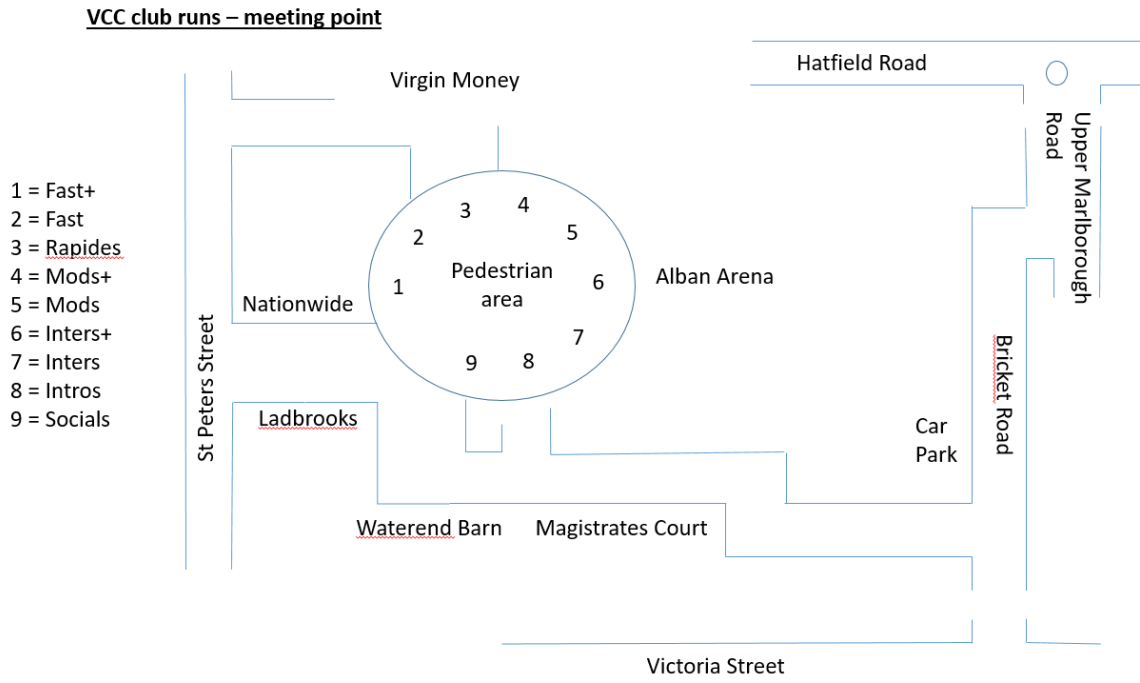 VCC club runs – meeting point
Hatfield Road
Virgin Money
Upper Marlborough
Road
1 = Fast+
2 = Fast
3 = Rapides
4 = Mods+
5 = Mods
6 = Inters+
7 = Inters
8 = Intros
9 = Socials
3
4
2
5
Pedestrian
area
1
6
Alban Arena
Nationwide
7
9
8
St Peters Street
Bricket Road
Ladbrooks
Car
Park
Waterend Barn
Magistrates Court
Victoria Street